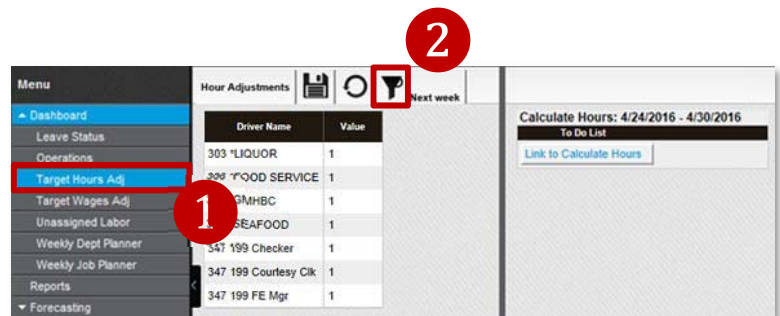 2
Menu
Hour Adjustments
Next week
Dashboard
Leave Status
Operations
Target Hours Adj
Target Wages Adj
Unassigned Labor
Weekly Dept Planner
Weekly Job Planner
Reports
Forecasting
1
Driver Name Value
303 *LIQUOR 1
FOOD SERVICE 1
GMHBC 1
SEAFOOD 1
347 199 Checker 1
347 199 Courtesy Clk 1
347 199 FE Mgr 1
Calculate Hours: 4/24/2016 - 4/30/2016
To Do List
Link to Calculate Hours